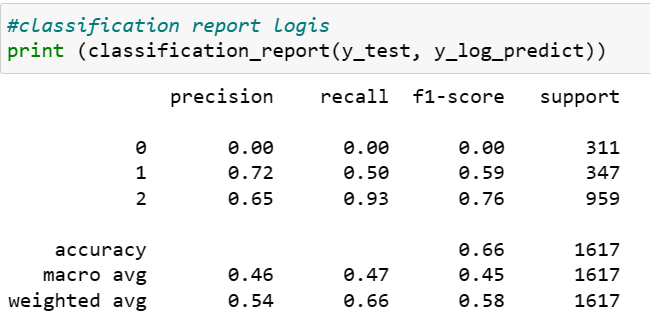 #classification report logis
print (classification_report(y_test, y_log_predict))
precision recall f1-score support
0 0.00 0.00 0.00 311
1 0.72 0.50 0.59 347
2 0.65 0.93 0.76 959
accuracy 0.66 1617
macro avg 0.46 0.47 0.45 1617
weighted avg 0.54 0.66 0.58 1617